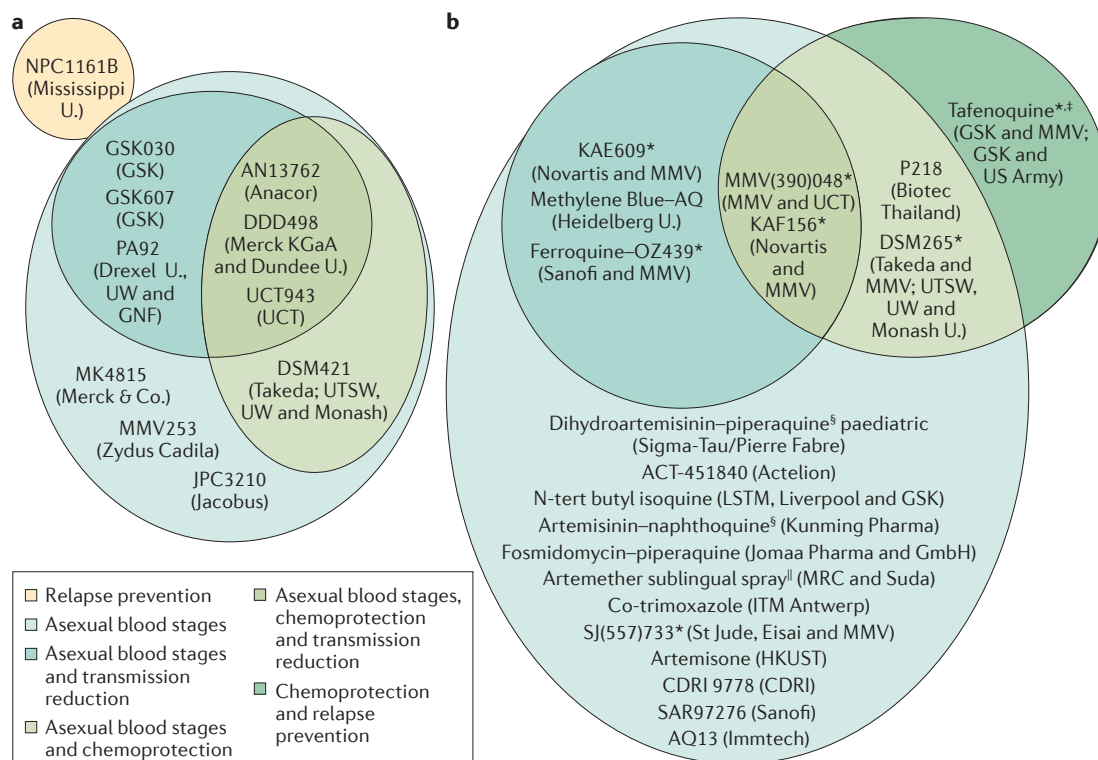 a
NPC1161B
(Mississippi
U.)
GSK030
(GSK)
GSK607
(GSK)
PA92
(Drexel U.,
UW and
GNF)
AN13762
(Anacor)
DDD498
(Merck KGaA
and Dundee U.)
UCT943
(UCT)
DSM421
(Takeda; UTSW,
UW and Monash)
MK4815
(Merck & Co.)
MMV253
(Zydus Cadila)
JPC3210
(Jacobus)
b
KAE609*
(Novartis and MMV)
Methylene Blue–AQ
(Heidelberg U.)
Ferroquine–OZ439*
(Sanofi and MMV)
MMV(390)048*
(MMV and UCT)
KAF156*
(Novartis
and
MMV)
P218
(Biotec
Thailand)
DSM265*
(Takeda and
MMV; UTSW,
UW and
Monash U.)
Tafenoquine*,‡
(GSK and MMV;
GSK and
US Army)
Dihydroartemisinin–piperaquine§ paediatric
(Sigma-Tau/Pierre Fabre)
ACT-451840 (Actelion)
N-tert butyl isoquine (LSTM, Liverpool and GSK)
Artemisinin–naphthoquine§ (Kunming Pharma)
Fosmidomycin–piperaquine (Jomaa Pharma and GmbH)
Artemether sublingual spray|| (MRC and Suda)
Co-trimoxazole (ITM Antwerp)
SJ(557)733* (St Jude, Eisai and MMV)
Artemisone (HKUST)
CDRI 9778 (CDRI)
SAR97276 (Sanofi)
AQ13 (Immtech)
Relapse prevention
Asexual blood stages
Asexual blood stages
and transmission
reduction
Asexual blood stages
and chemoprotection
Asexual blood stages,
chemoprotection
and transmission
reduction
Chemoprotection
and relapse
prevention